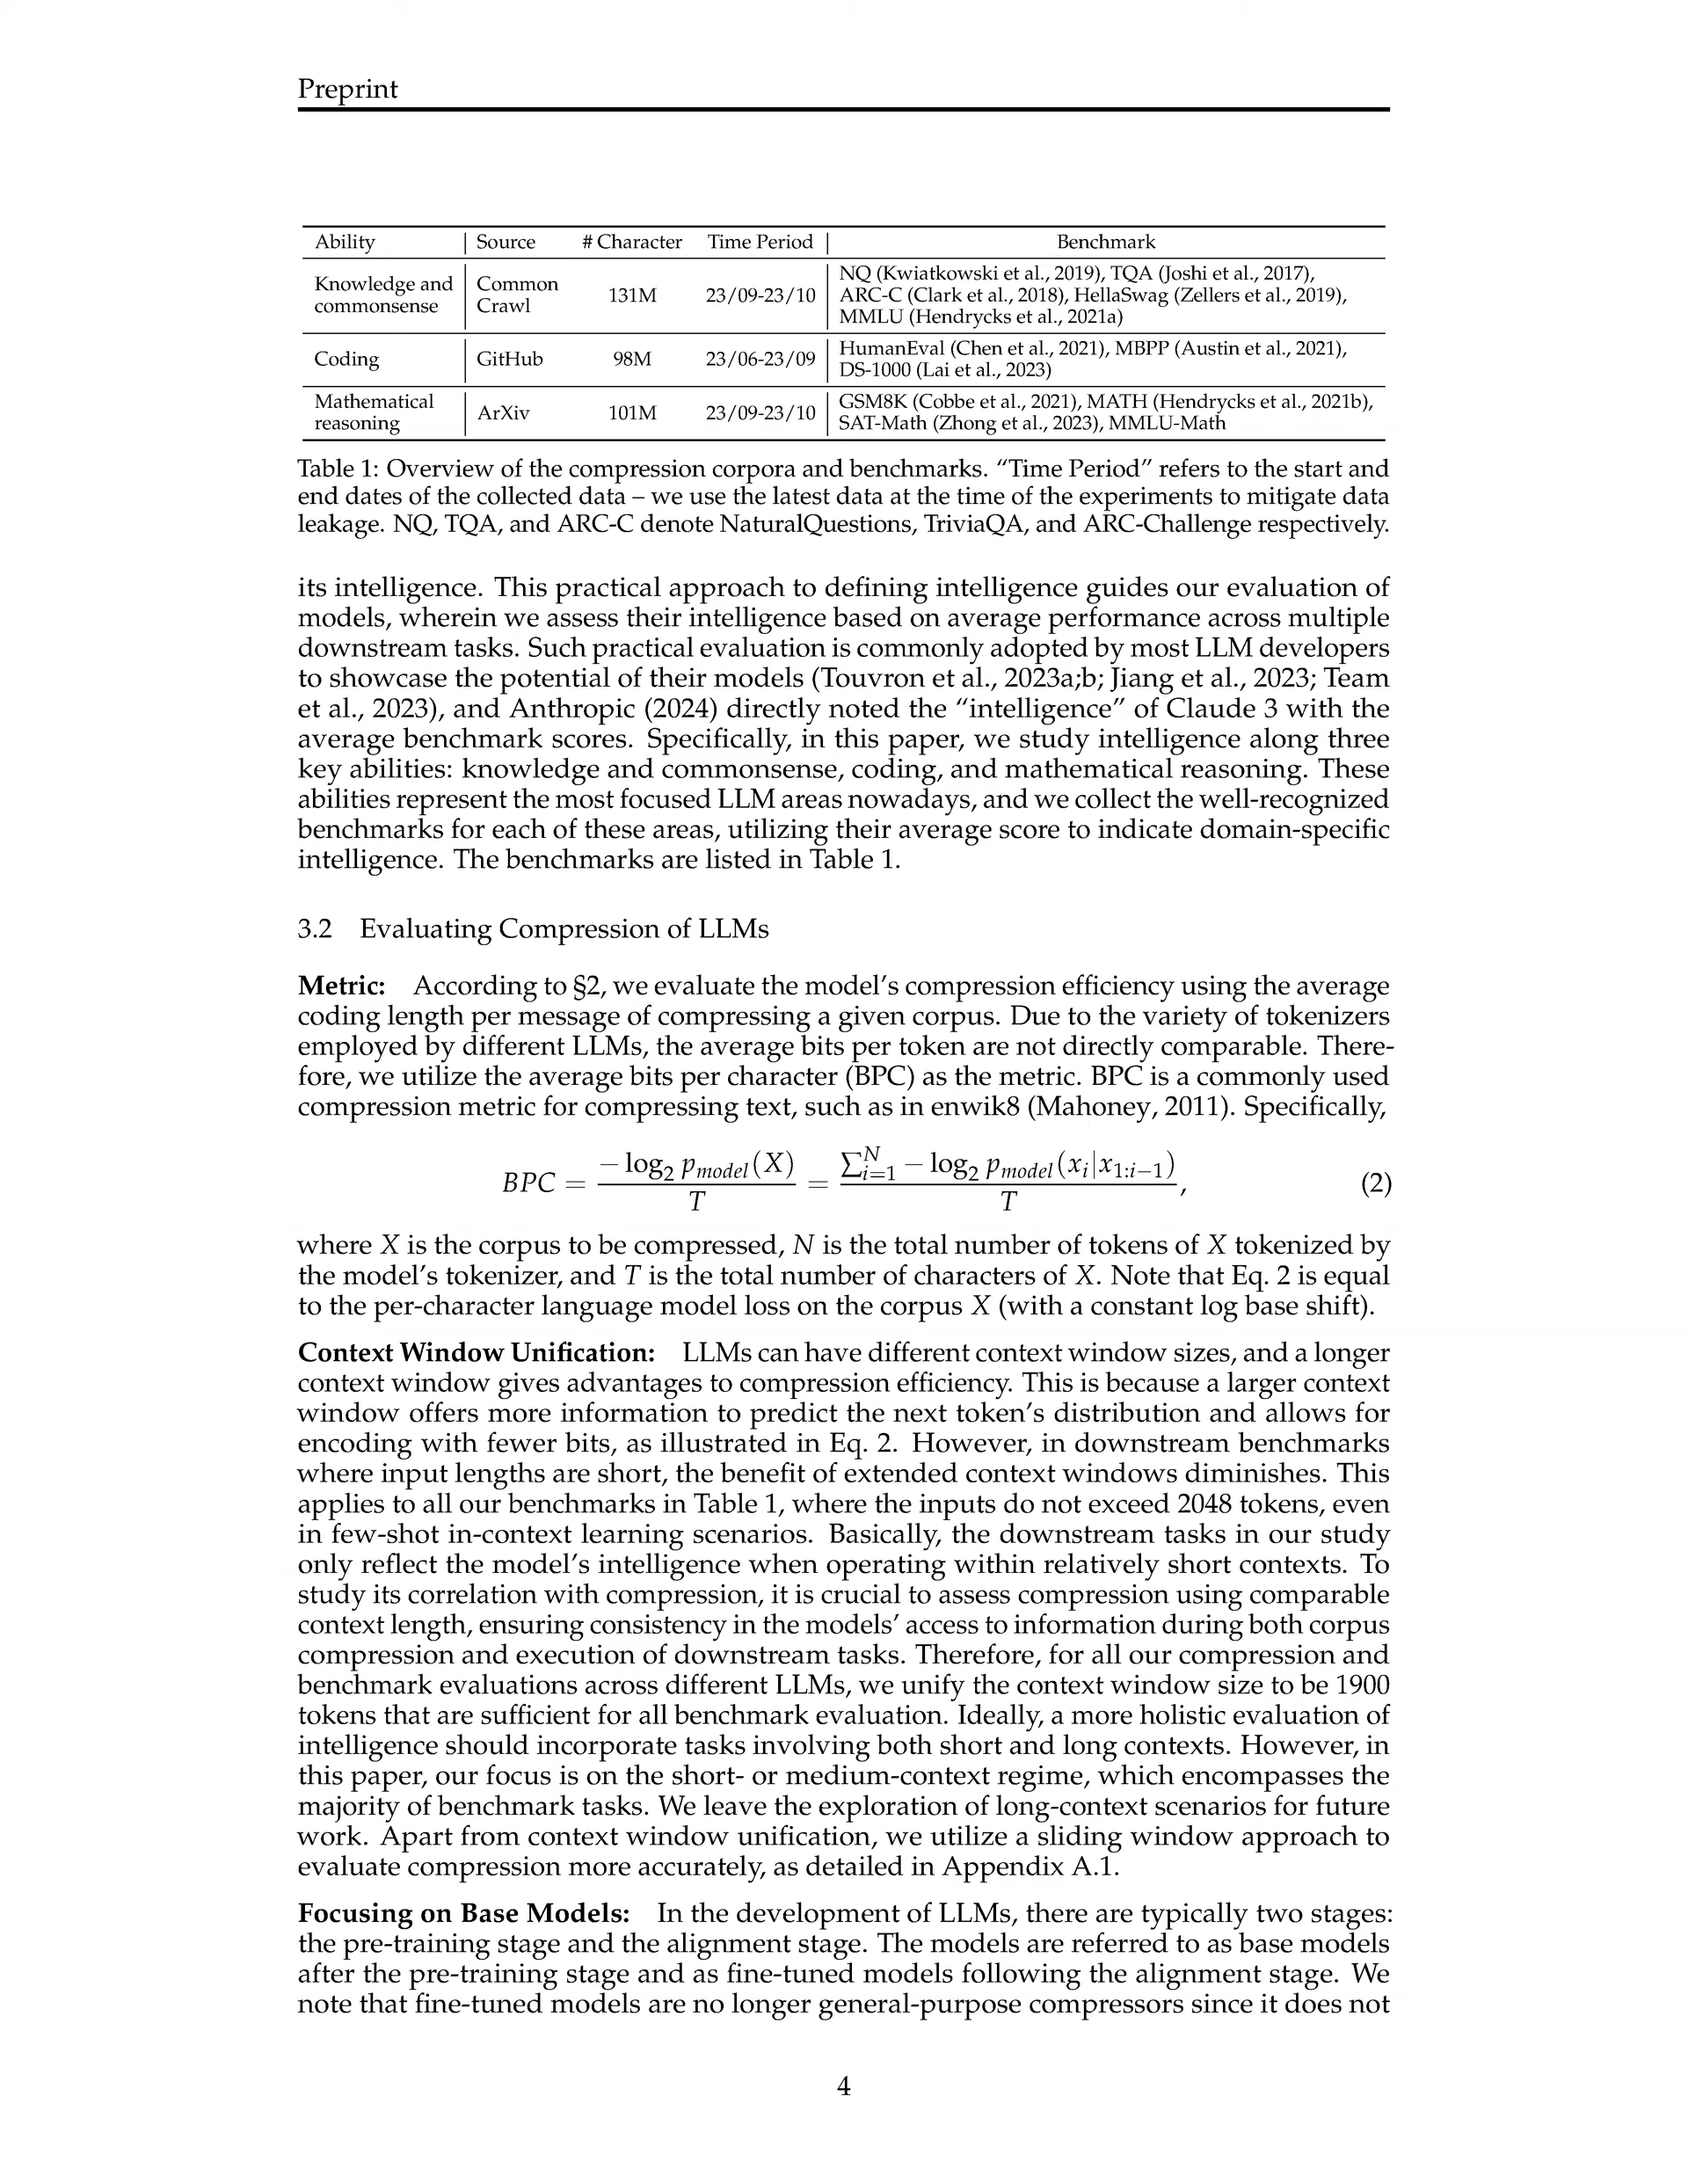 Preprint
Ability Source # Character Time Period Benchmark
Knowledge and commonsense Common Crawl 131M 23/09-23/10 NQ (Kwiatkowski et al., 2019), TQA (Joshi et al., 2017), ARC-C (Clark et al., 2018), HellaSwag (Zellers et al., 2019), MMLU (Hendrycks et al., 2021a)
Coding GitHub 98M 23/06-23/09 HumanEval (Chen et al., 2021), MBPP (Austin et al., 2021), DS-1000 (Lai et al., 2023)
Mathematical reasoning ArXiv 101M 23/09-23/10 GSM8K (Cobbe et al., 2021), MATH (Hendrycks et al., 2021b), SAT-Math (Zhong et al., 2023), MMLU-Math
Table 1: Overview of the compression corpora and benchmarks. “Time Period” refers to the start and
end dates of the collected data – we use the latest data at the time of the experiments to mitigate data
leakage. NQ, TQA, and ARC-C denote NaturalQuestions, TriviaQA, and ARC-Challenge respectively.
its intelligence. This practical approach to defining intelligence guides our evaluation of
models, wherein we assess their intelligence based on average performance across multiple
downstream tasks. Such practical evaluation is commonly adopted by most LLM developers
to showcase the potential of their models (Touvron et al., 2023a;b; Jiang et al., 2023; Team
et al., 2023), and Anthropic (2024) directly noted the “intelligence” of Claude 3 with the
average benchmark scores. Specifically, in this paper, we study intelligence along three
key abilities: knowledge and commonsense, coding, and mathematical reasoning. These
abilities represent the most focused LLM areas nowadays, and we collect the well-recognized
benchmarks for each of these areas, utilizing their average score to indicate domain-specific
intelligence. The benchmarks are listed in Table 1.
3.2 Evaluating Compression of LLMs
Metric: According to §2, we evaluate the model’s compression efficiency using the average
coding length per message of compressing a given corpus. Due to the variety of tokenizers
employed by different LLMs, the average bits per token are not directly comparable. There-
fore, we utilize the average bits per character (BPC) as the metric. BPC is a commonly used
compression metric for compressing text, such as in enwik8 (Mahoney, 2011). Specifically,
BPC = − log₂ p_model(X) / T = ∑_{i=1}^{N} − log₂ p_model(x_i|x_{1:i−1}) / T, (2)
where X is the corpus to be compressed, N is the total number of tokens of X tokenized by
the model’s tokenizer, and T is the total number of characters of X. Note that Eq. 2 is equal
to the per-character language model loss on the corpus X (with a constant log base shift).
Context Window Unification: LLMs can have different context window sizes, and a longer
context window gives advantages to compression efficiency. This is because a larger context
window offers more information to predict the next token’s distribution and allows for
encoding with fewer bits, as illustrated in Eq. 2. However, in downstream benchmarks
where input lengths are short, the benefit of extended context windows diminishes. This
applies to all our benchmarks in Table 1, where the inputs do not exceed 2048 tokens, even
in few-shot in-context learning scenarios. Basically, the downstream tasks in our study
only reflect the model’s intelligence when operating within relatively short contexts. To
study its correlation with compression, it is crucial to assess compression using comparable
context length, ensuring consistency in the models’ access to information during both corpus
compression and execution of downstream tasks. Therefore, for all our compression and
benchmark evaluations across different LLMs, we unify the context window size to be 1900
tokens that are sufficient for all benchmark evaluation. Ideally, a more holistic evaluation of
intelligence should incorporate tasks involving both short and long contexts. However, in
this paper, our focus is on the short- or medium-context regime, which encompasses the
majority of benchmark tasks. We leave the exploration of long-context scenarios for future
work. Apart from context window unification, we utilize a sliding window approach to
evaluate compression more accurately, as detailed in Appendix A.1.
Focusing on Base Models: In the development of LLMs, there are typically two stages:
the pre-training stage and the alignment stage. The models are referred to as base models
after the pre-training stage and as fine-tuned models following the alignment stage. We
note that fine-tuned models are no longer general-purpose compressors since it does not
4